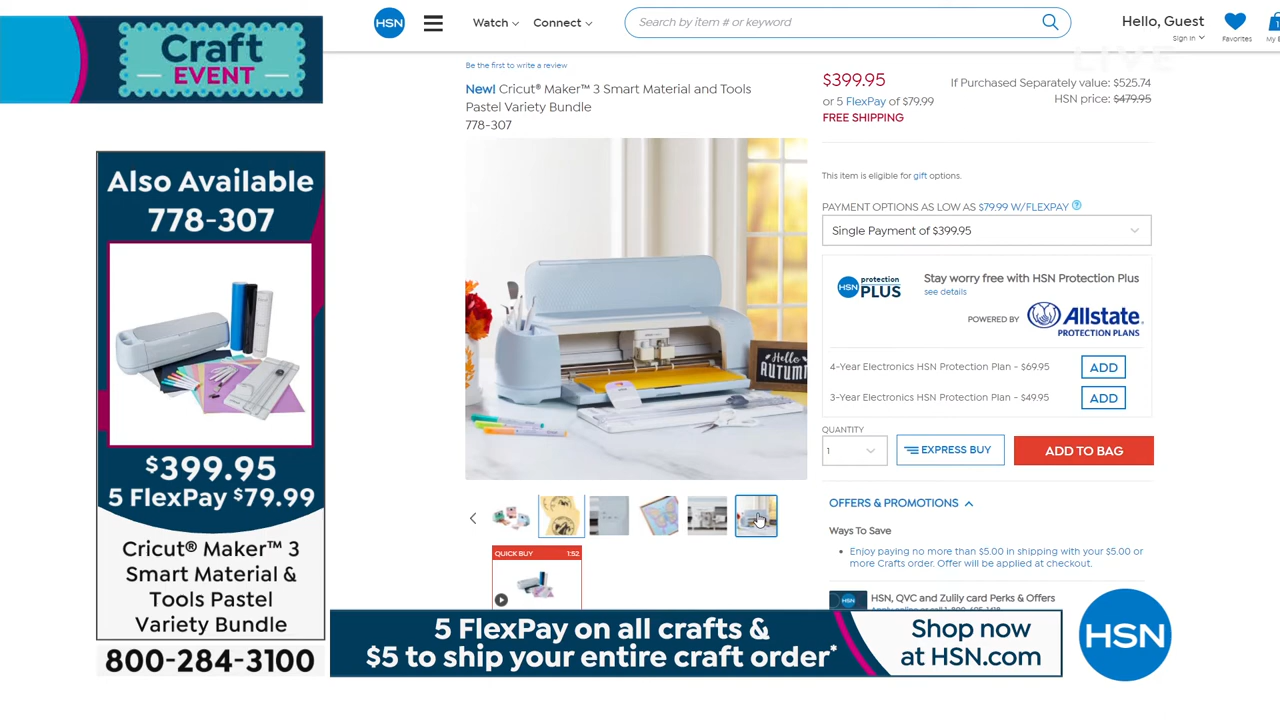 Craft
EVENT
HSN
Watch
Connect
Search by item # or keyword
Hello, Guest
Sign In
Favorites
LIVE
Be the first to write a review
New! Cricut® Maker™ 3 Smart Material and Tools
Pastel Variety Bundle
778-307
$399.95
or 5 FlexPay of $79.99
FREE SHIPPING
If Purchased Separately value: $525.74
HSN price: $479.95
This item is eligible for gift options.
PAYMENT OPTIONS AS LOW AS $79.99 W/FLEXPAY ?
Single Payment of $399.95
HSN protection
PLUS
Stay worry free with HSN Protection Plus
see details
POWERED BY
Allstate.
PROTECTION PLANS
4-Year Electronics HSN Protection Plan - $69.95
ADD
3-Year Electronics HSN Protection Plan - $49.95
ADD
QUANTITY
1
EXPRESS BUY
ADD TO BAG
OFFERS & PROMOTIONS
Ways To Save
Enjoy paying no more than $5.00 in shipping with your $5.00 or
more Crafts order. Offer will be applied at checkout.
HSN
HSN, QVC and Zulily card Perks & Offers
Hello
AUTUMN
QUICK BUY 1:52
Also Available
778-307
$399.95
5 FlexPay $79.99
Cricut® Maker™ 3
Smart Material &
Tools Pastel
Variety Bundle
800-284-3100
5 FlexPay on all crafts &
$5 to ship your entire craft order*
Shop now
at HSN.com
HSN